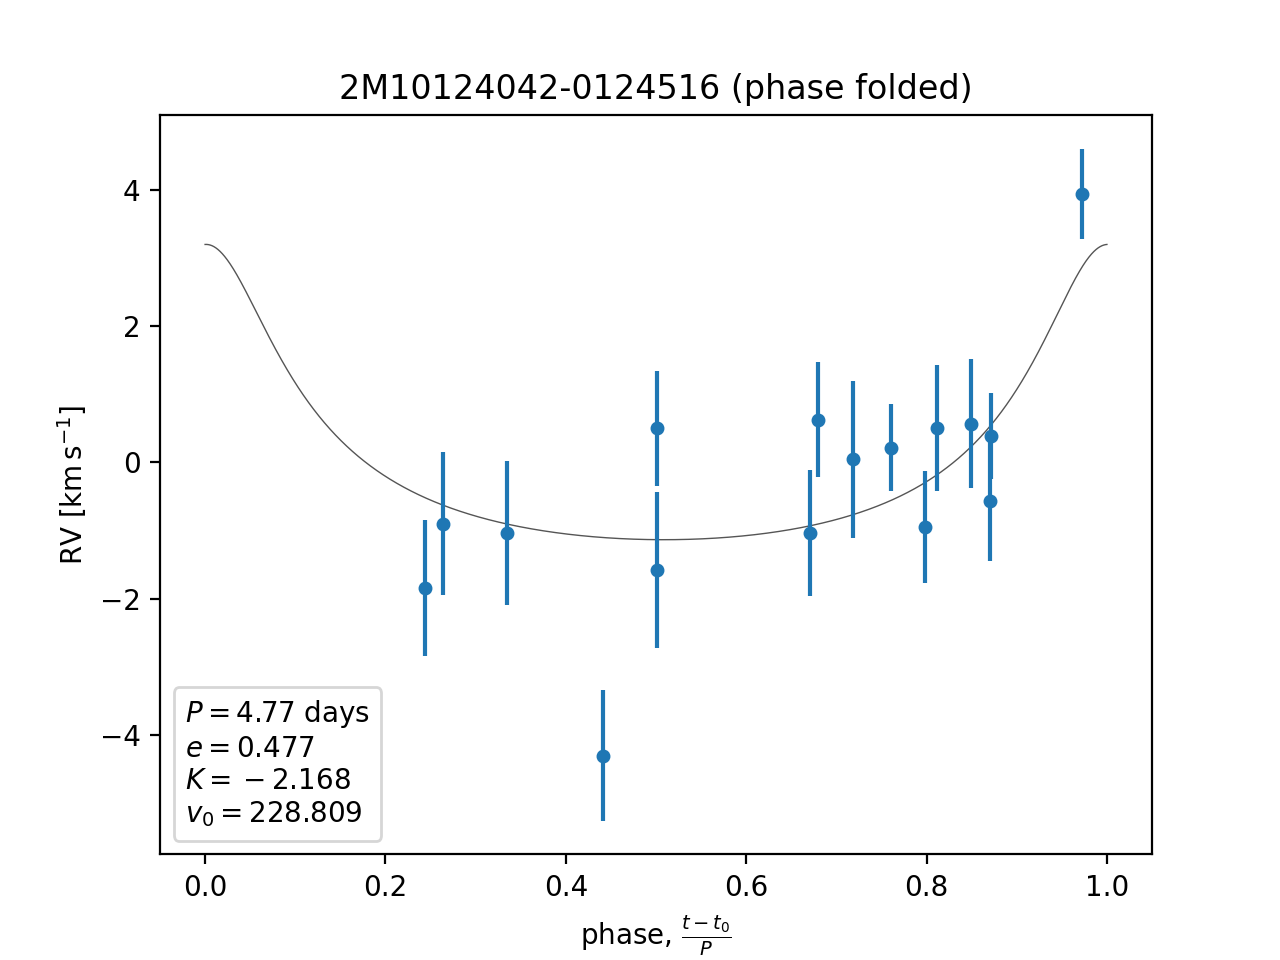 2M10124042-0124516 (phase folded)
RV [km s⁻¹]
4
2
0
−2
−4
P = 4.77 days
e = 0.477
K = −2.168
v₀ = 228.809
0.0 0.2 0.4 0.6 0.8 1.0
phase, (t − t₀)/P